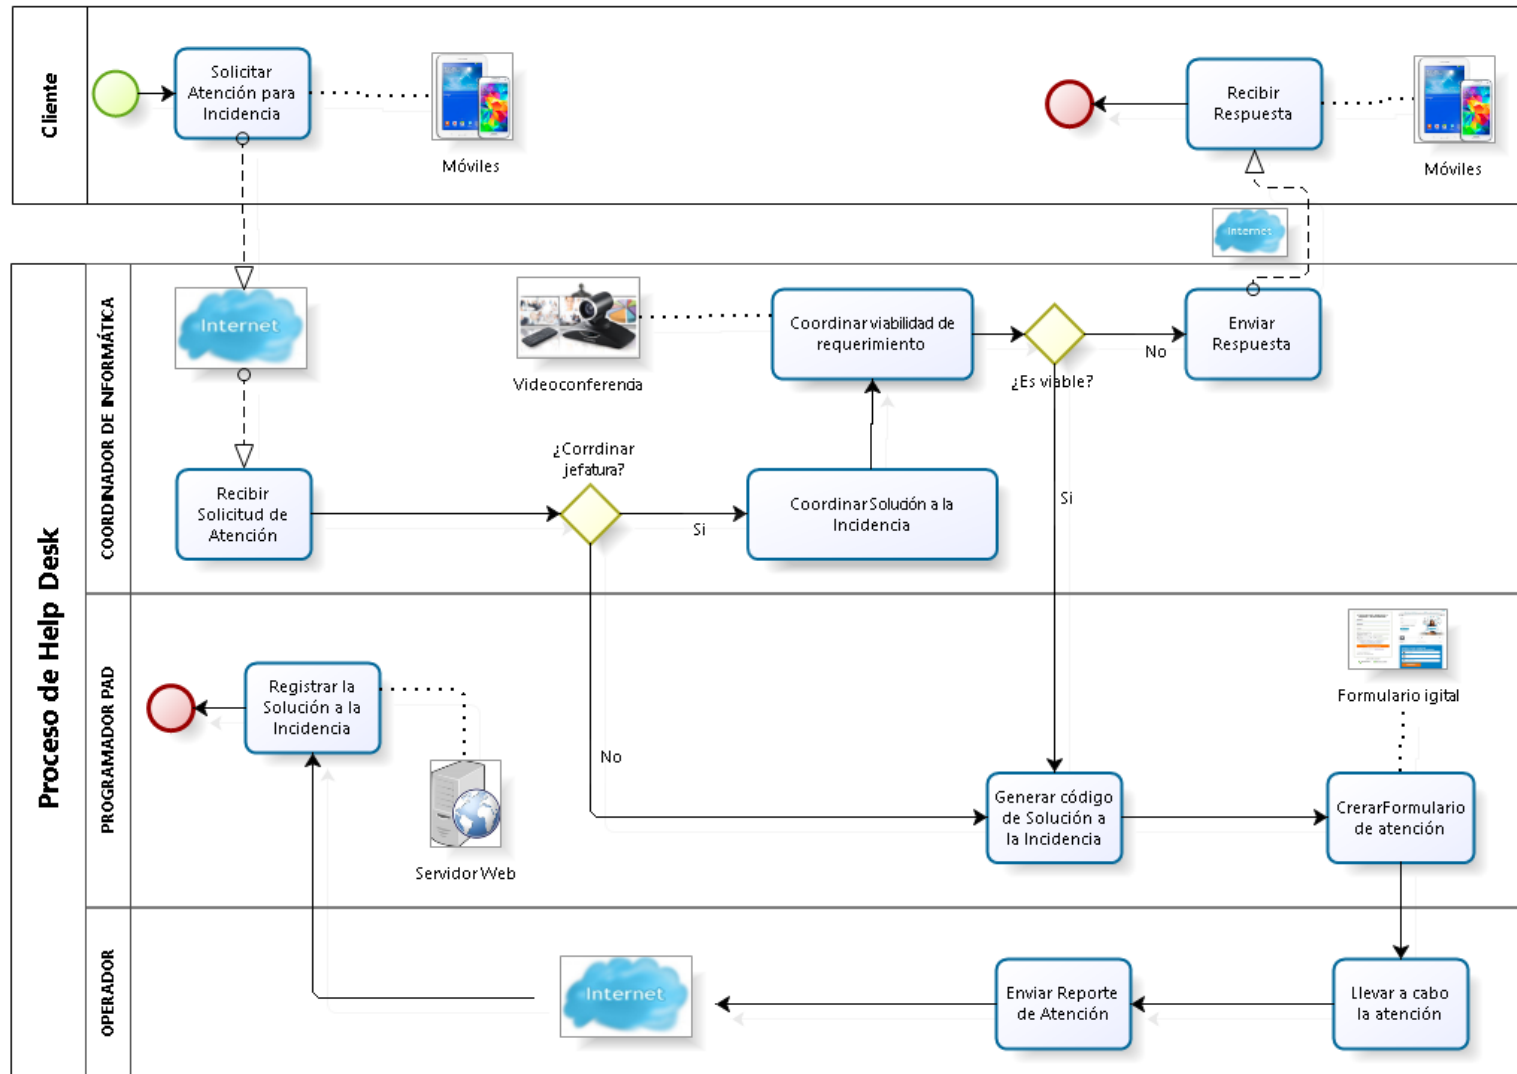 Cliente
Solicitar
Atención para
Incidencia
Móviles
Recibir
Respuesta
Móviles
Internet
Proceso de Help Desk
COORDINADOR DE INFORMÁTICA
Internet
Videoconferencia
Coordinar viabilidad de
requerimiento
¿Es viable?
No
Enviar
Respuesta
Recibir
Solicitud de
Atención
¿Corrdinar
jefatura?
Si
Coordinar Solución a la
Incidencia
Si
PROGRAMADOR PAD
Registrar la
Solución a la
Incidencia
Servidor Web
No
Generar código
de Solución a
la Incidencia
Formulario igital
CrerarFormulario
de atención
OPERADOR
Internet
Enviar Reporte
de Atención
Llevar a cabo
la atención